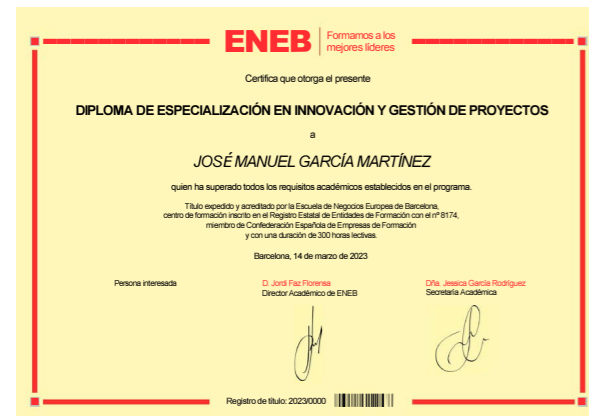 ENEB
Formamos a los
mejores líderes
Certifica que otorga el presente
DIPLOMA DE ESPECIALIZACIÓN EN INNOVACIÓN Y GESTIÓN DE PROYECTOS
a
JOSÉ MANUEL GARCÍA MARTÍNEZ
quien ha superado todos los requisitos académicos establecidos en el programa.
Título expedido y acreditado por la Escuela de Negocios Europea de Barcelona,
centro de formación inscrito en el Registro Estatal de Entidades de Formación con el nº 8174,
miembro de Confederación Española de Empresas de Formación
y con una duración de 300 horas lectivas.
Barcelona, 14 de marzo de 2023
Persona interesada
D. Jordi Faz Florensa
Director Académico de ENEB
Dña. Jessica García Rodríguez
Secretaría Académica
Registro de título: 2023/0000